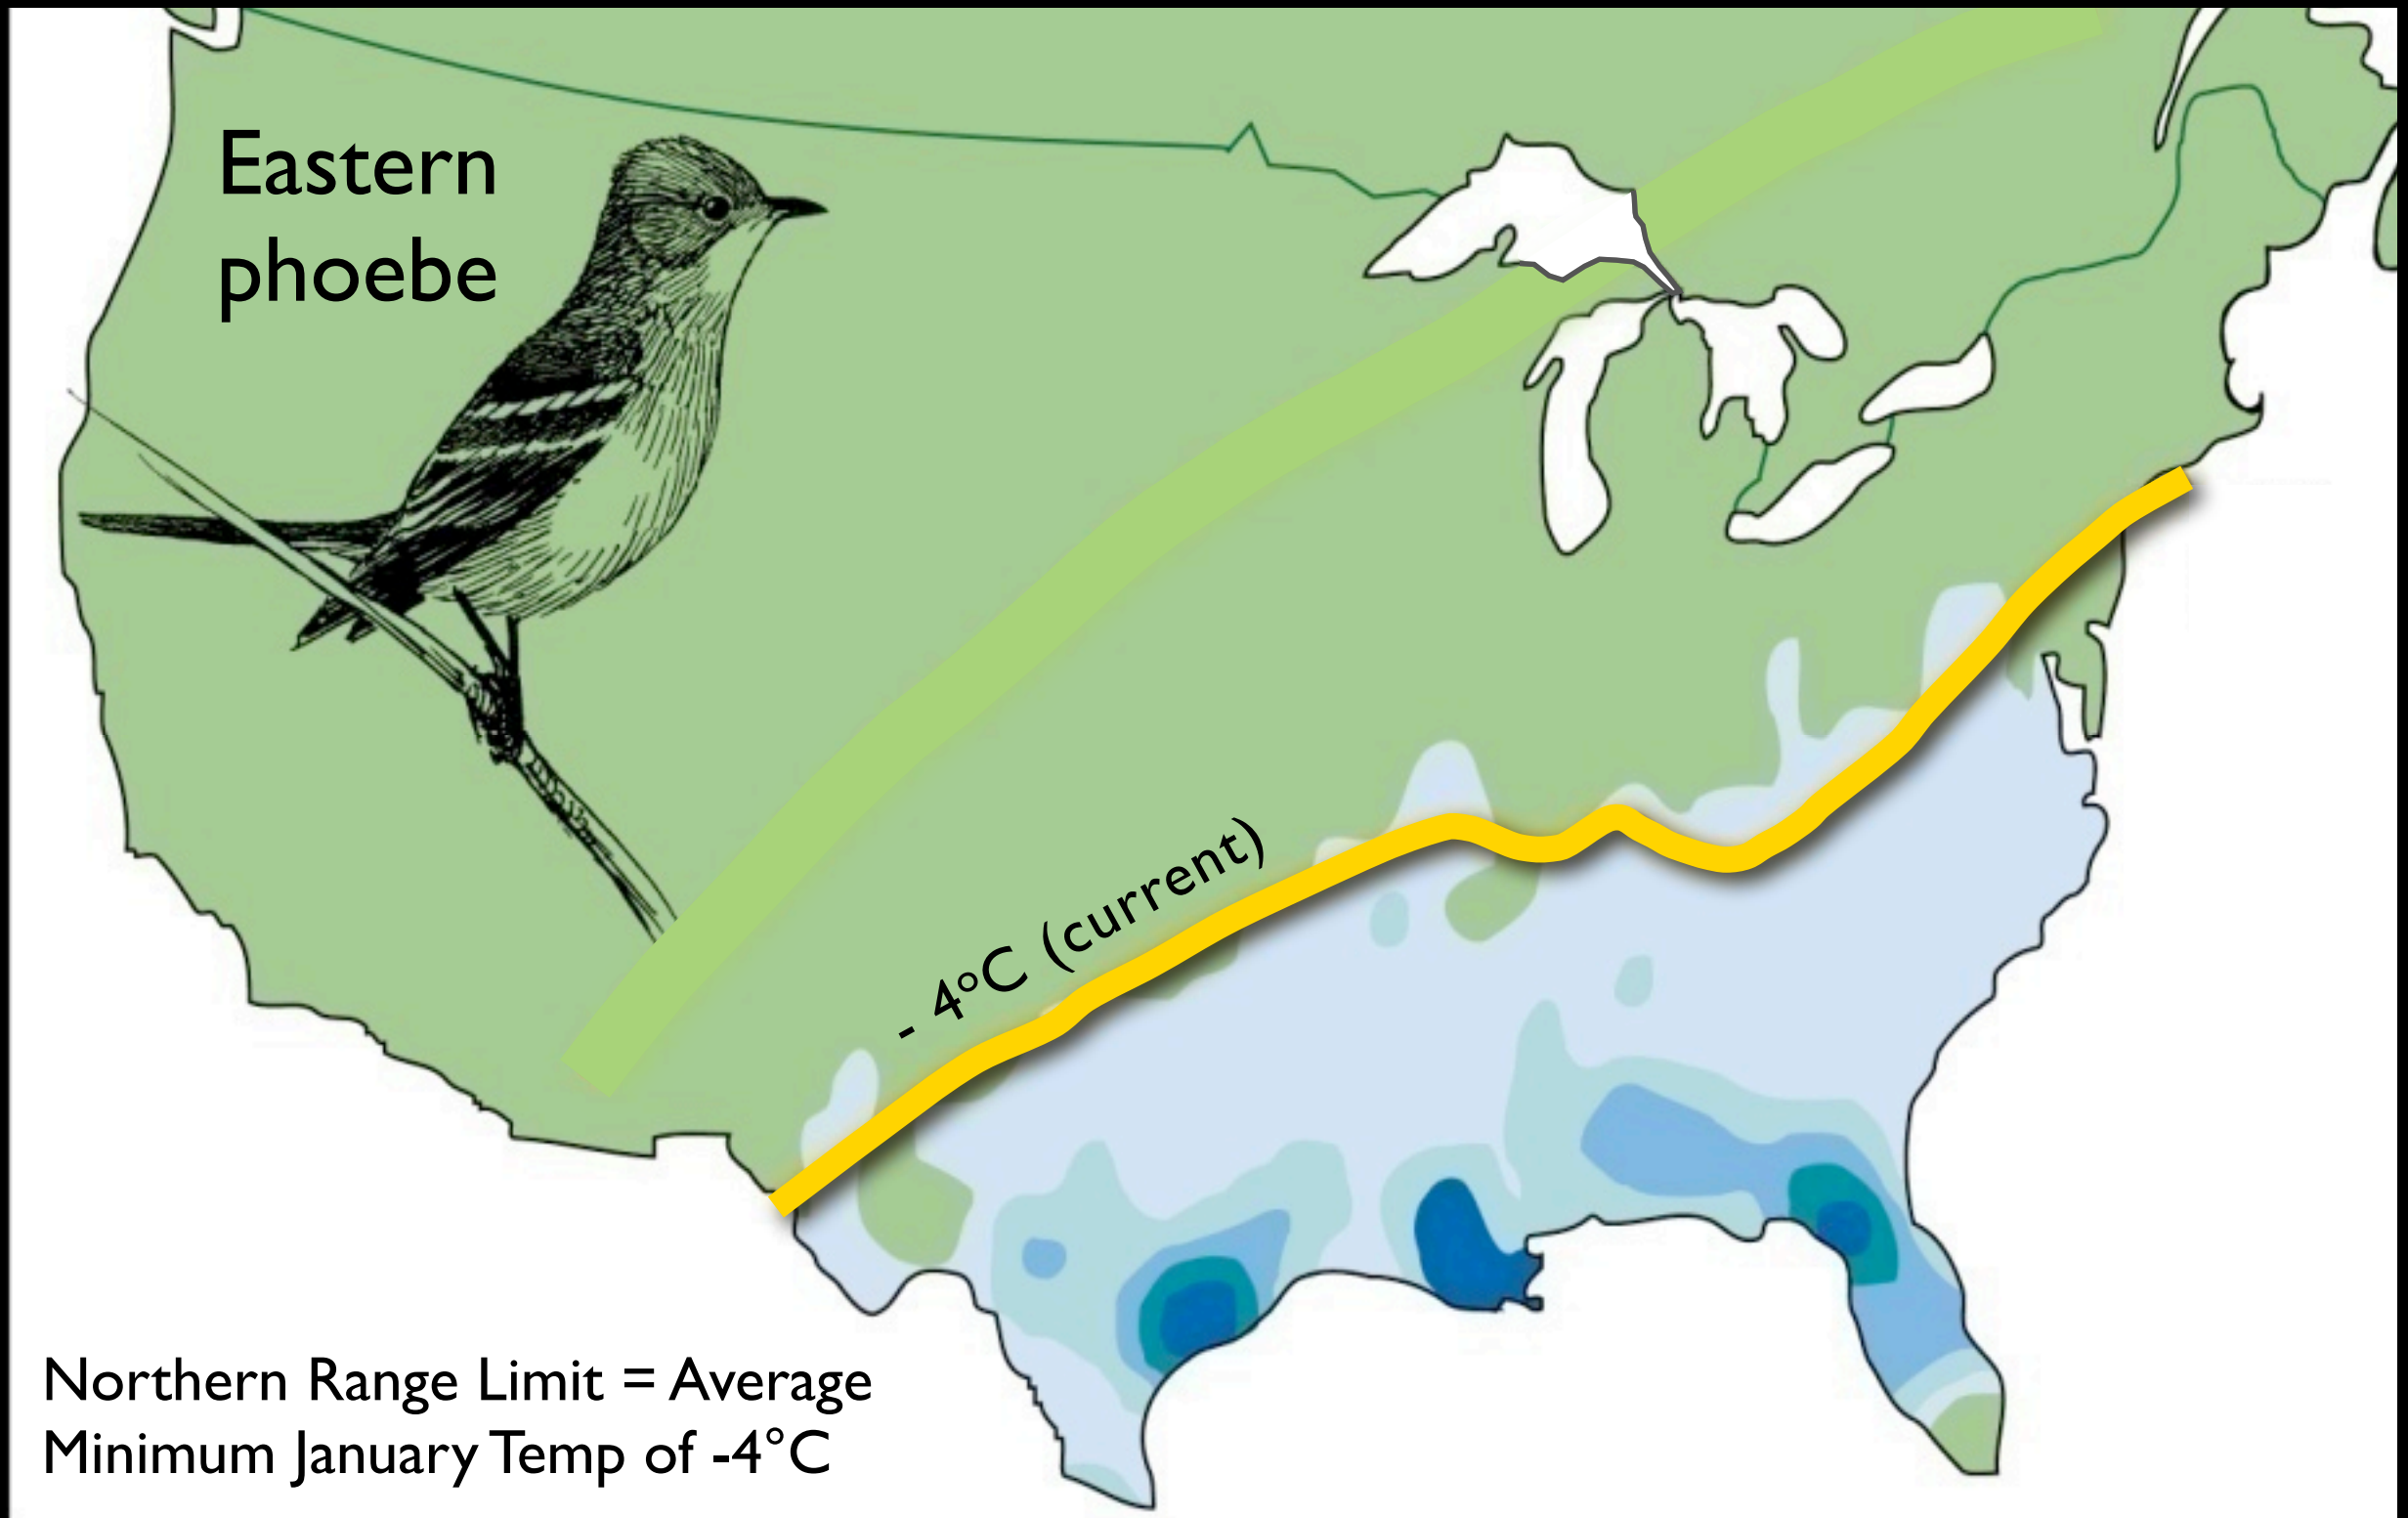 Eastern
phoebe
- 4°C (current)
Northern Range Limit = Average
Minimum January Temp of -4°C